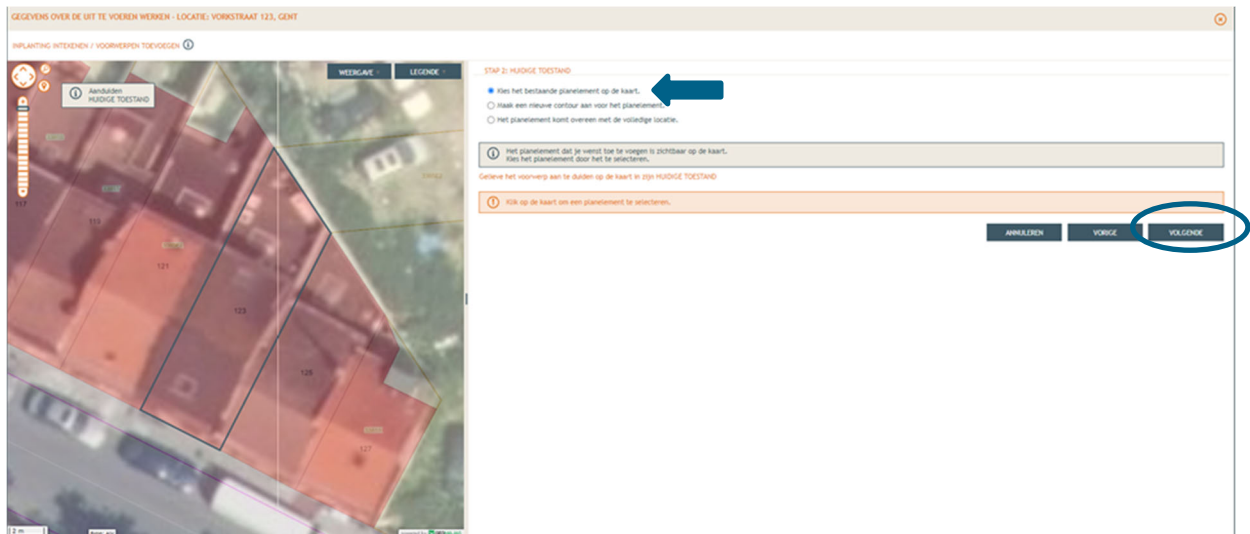 GEGEVENS OVER DE UIT TE VOEREN WERKEN - LOCATIE: VORKSTRAAT 123, GENT
INPLANTING INTEKENEN / VOORWERPEN TOEVOEGEN
WEERGAVE
LEGENDE
Aanduiden
HUIDIGE TOESTAND
117
119
121
123
127
2 m
STAP 2: HUIDIGE TOESTAND
Kies het bestaande planelement op de kaart.
Maak een nieuwe contour aan voor het planelement.
Het planelement komt overeen met de volledige locatie.
Het planelement dat je wenst toe te voegen is zichtbaar op de kaart.
Kies het planelement door het te selecteren.
Gelieve het voorwerp aan te duiden op de kaart in zijn HUIDIGE TOESTAND
Klik op de kaart om een planelement te selecteren.
ANNULEREN
VORIGE
VOLGENDE